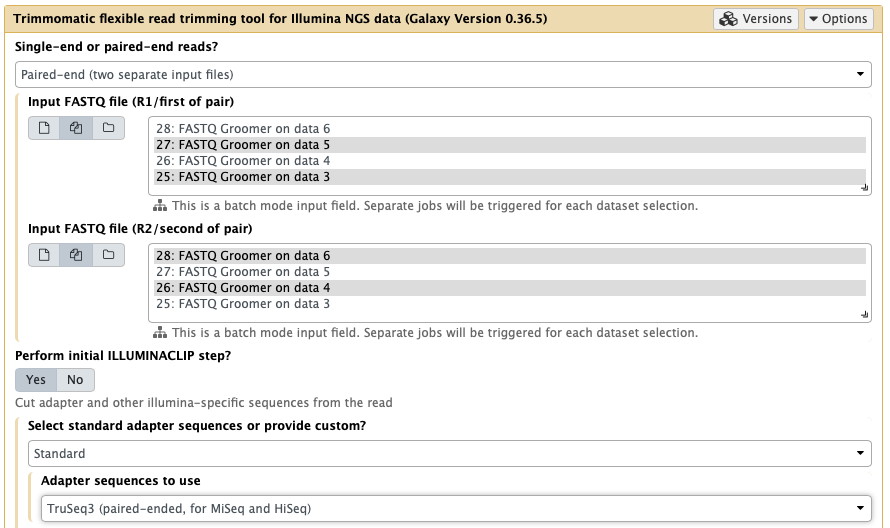 Trimmomatic flexible read trimming tool for Illumina NGS data (Galaxy Version 0.36.5) Versions Options
Single-end or paired-end reads?
Paired-end (two separate input files)
Input FASTQ file (R1/first of pair)
28: FASTQ Groomer on data 6
27: FASTQ Groomer on data 5
26: FASTQ Groomer on data 4
25: FASTQ Groomer on data 3
This is a batch mode input field. Separate jobs will be triggered for each dataset selection.
Input FASTQ file (R2/second of pair)
28: FASTQ Groomer on data 6
27: FASTQ Groomer on data 5
26: FASTQ Groomer on data 4
25: FASTQ Groomer on data 3
This is a batch mode input field. Separate jobs will be triggered for each dataset selection.
Perform initial ILLUMINACLIP step?
Yes No
Cut adapter and other illumina-specific sequences from the read
Select standard adapter sequences or provide custom?
Standard
Adapter sequences to use
TruSeq3 (paired-ended, for MiSeq and HiSeq)